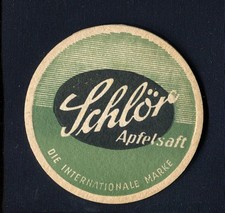 Schlör
Apfelsaft
DIE INTERNATIONALE MARKE